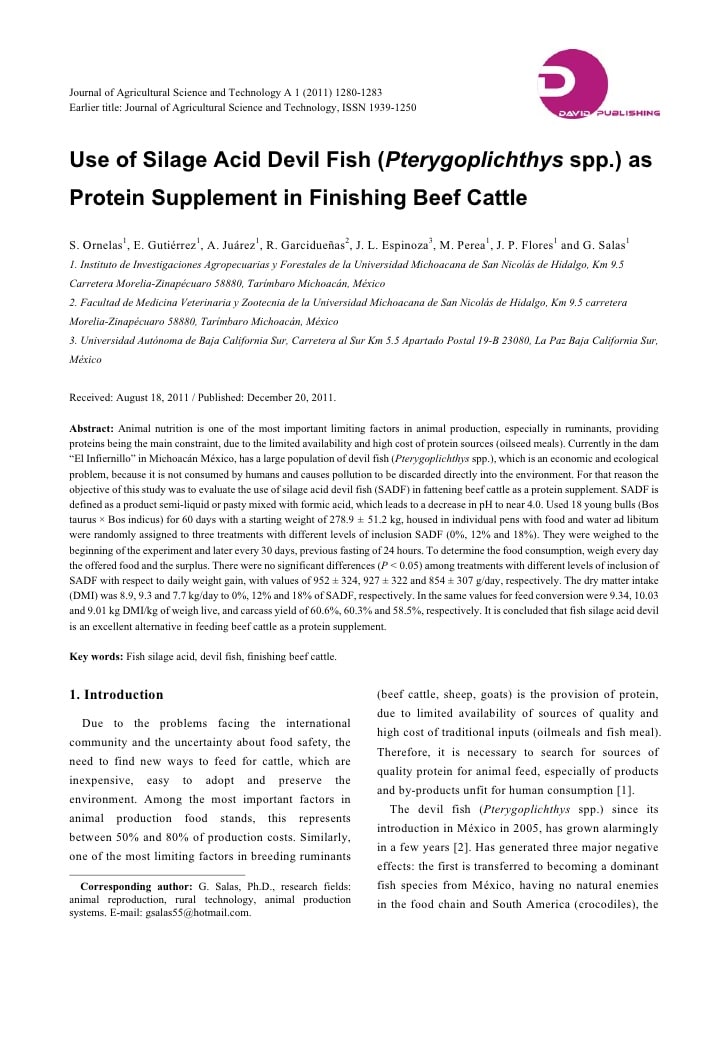 Journal of Agricultural Science and Technology A 1 (2011) 1280-1283
Earlier title: Journal of Agricultural Science and Technology, ISSN 1939-1250
D
DAVID PUBLISHING
Use of Silage Acid Devil Fish (Pterygoplichthys spp.) as
Protein Supplement in Finishing Beef Cattle
S. Ornelas1, E. Gutiérrez1, A. Juárez1, R. Garcidueñas2, J. L. Espinoza3, M. Perea1, J. P. Flores1 and G. Salas1
1. Instituto de Investigaciones Agropecuarias y Forestales de la Universidad Michoacana de San Nicolás de Hidalgo, Km 9.5
Carretera Morelia-Zinapécuaro 58880, Tarímbaro Michoacán, México
2. Facultad de Medicina Veterinaria y Zootecnia de la Universidad Michoacana de San Nicolás de Hidalgo, Km 9.5 carretera
Morelia-Zinapécuaro 58880, Tarímbaro Michoacán, México
3. Universidad Autónoma de Baja California Sur, Carretera al Sur Km 5.5 Apartado Postal 19-B 23080, La Paz Baja California Sur,
México
Received: August 18, 2011 / Published: December 20, 2011.
Abstract: Animal nutrition is one of the most important limiting factors in animal production, especially in ruminants, providing
proteins being the main constraint, due to the limited availability and high cost of protein sources (oilseed meals). Currently in the dam
“El Infiernillo” in Michoacán México, has a large population of devil fish (Pterygoplichthys spp.), which is an economic and ecological
problem, because it is not consumed by humans and causes pollution to be discarded directly into the environment. For that reason the
objective of this study was to evaluate the use of silage acid devil fish (SADF) in fattening beef cattle as a protein supplement. SADF is
defined as a product semi-liquid or pasty mixed with formic acid, which leads to a decrease in pH to near 4.0. Used 18 young bulls (Bos
taurus × Bos indicus) for 60 days with a starting weight of 278.9 ± 51.2 kg, housed in individual pens with food and water ad libitum
were randomly assigned to three treatments with different levels of inclusion SADF (0%, 12% and 18%). They were weighed to the
beginning of the experiment and later every 30 days, previous fasting of 24 hours. To determine the food consumption, weigh every day
the offered food and the surplus. There were no significant differences (P < 0.05) among treatments with different levels of inclusion of
SADF with respect to daily weight gain, with values of 952 ± 324, 927 ± 322 and 854 ± 307 g/day, respectively. The dry matter intake
(DMI) was 8.9, 9.3 and 7.7 kg/day to 0%, 12% and 18% of SADF, respectively. In the same values for feed conversion were 9.34, 10.03
and 9.01 kg DMI/kg of weigh live, and carcass yield of 60.6%, 60.3% and 58.5%, respectively. It is concluded that fish silage acid devil
is an excellent alternative in feeding beef cattle as a protein supplement.
Key words: Fish silage acid, devil fish, finishing beef cattle.
1. Introduction
Due to the problems facing the international
community and the uncertainty about food safety, the
need to find new ways to feed for cattle, which are
inexpensive, easy to adopt and preserve the
environment. Among the most important factors in
animal production food stands, this represents
between 50% and 80% of production costs. Similarly,
one of the most limiting factors in breeding ruminants
Corresponding author: G. Salas, Ph.D., research fields:
animal reproduction, rural technology, animal production
systems. E-mail: gsalas55@hotmail.com.
(beef cattle, sheep, goats) is the provision of protein,
due to limited availability of sources of quality and
high cost of traditional inputs (oilmeals and fish meal).
Therefore, it is necessary to search for sources of
quality protein for animal feed, especially of products
and by-products unfit for human consumption [1].
The devil fish (Pterygoplichthys spp.) since its
introduction in México in 2005, has grown alarmingly
in a few years [2]. Has generated three major negative
effects: the first is transferred to becoming a dominant
fish species from México, having no natural enemies
in the food chain and South America (crocodiles), the